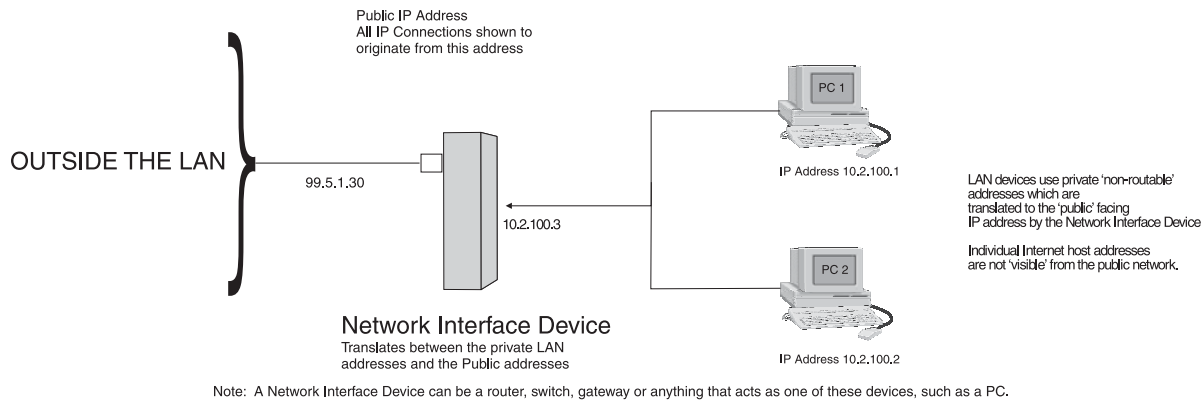 Public IP Address
All IP Connections shown to
originate from this address
OUTSIDE THE LAN
99.5.1.30
10.2.100.3
PC 1
IP Address 10.2.100.1
PC 2
IP Address 10.2.100.2
LAN devices use private 'non-routable'
addresses which are
translated to the 'public' facing
IP address by the Network Interface Device
Individual Internet host addresses
are not 'visible' from the public network.
Network Interface Device
Translates between the private LAN
addresses and the Public addresses
Note: A Network Interface Device can be a router, switch, gateway or anything that acts as one of these devices, such as a PC.